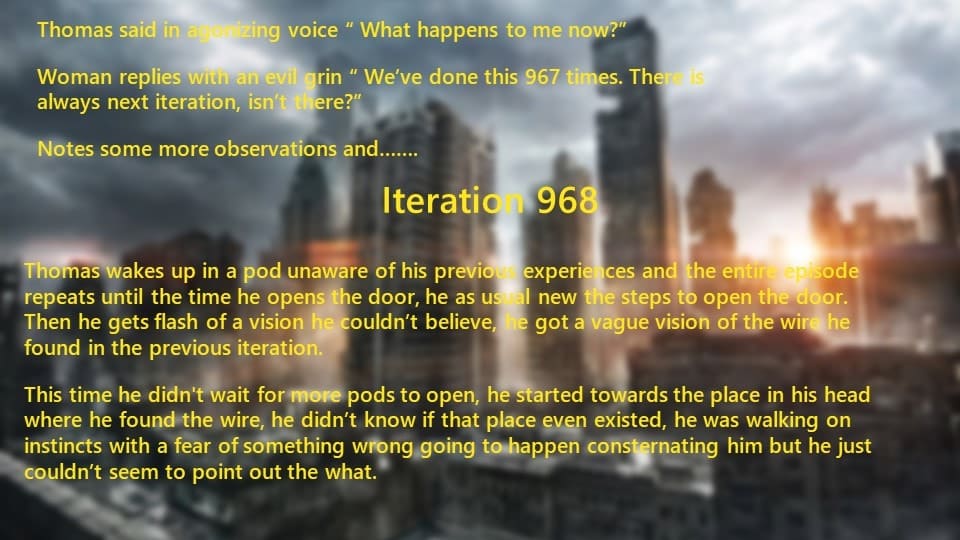 Thomas said in agonizing voice “ What happens to me now?”
Woman replies with an evil grin “ We’ve done this 967 times. There is
always next iteration, isn’t there?”
Notes some more observations and.......
Iteration 968
Thomas wakes up in a pod unaware of his previous experiences and the entire episode
repeats until the time he opens the door, he as usual new the steps to open the door.
Then he gets flash of a vision he couldn’t believe, he got a vague vision of the wire he
found in the previous iteration.
This time he didn't wait for more pods to open, he started towards the place in his head
where he found the wire, he didn’t know if that place even existed, he was walking on
instincts with a fear of something wrong going to happen consternating him but he just
couldn’t seem to point out the what.